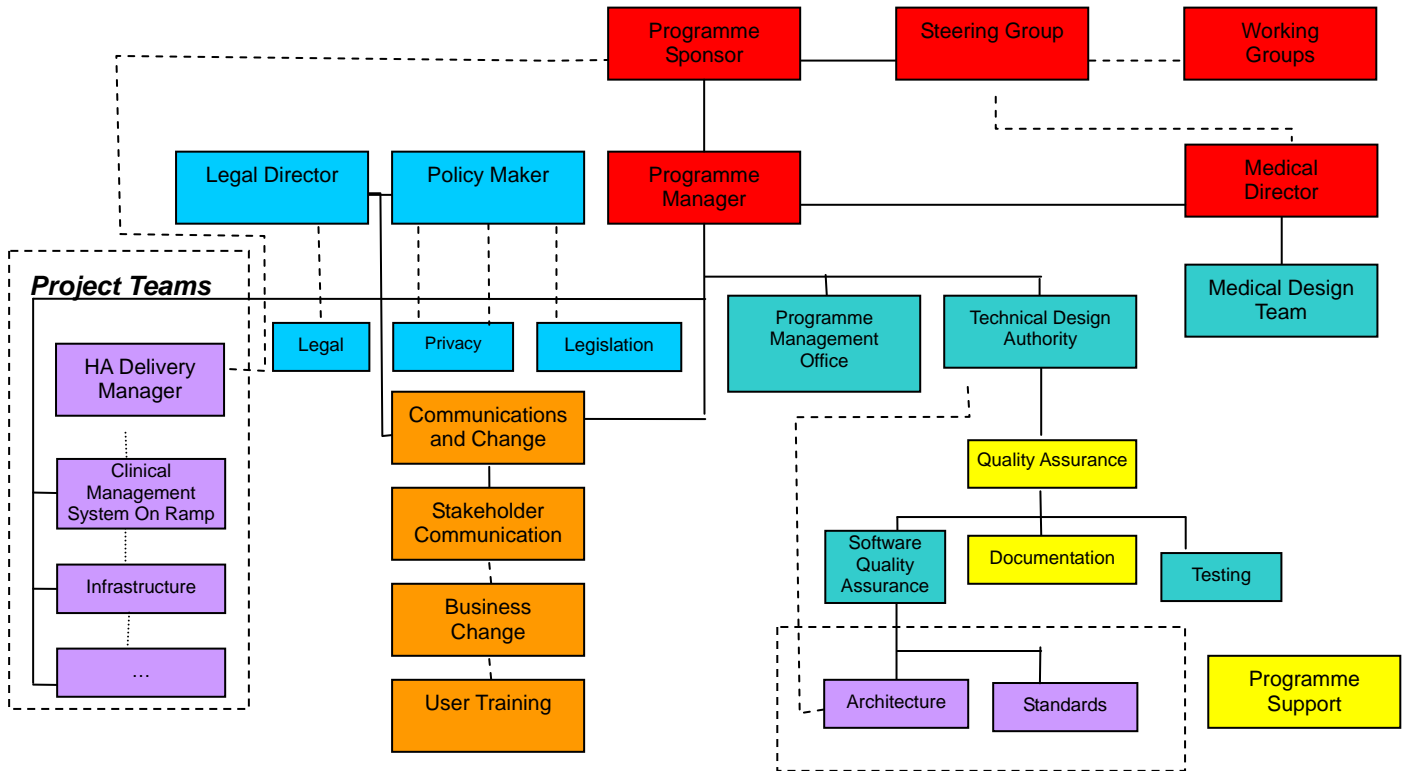 Programme
Sponsor
Steering Group
Working
Groups
Legal Director
Policy Maker
Programme
Manager
Medical
Director
Project Teams
Legal
Privacy
Legislation
Programme
Management
Office
Technical Design
Authority
Medical Design
Team
HA Delivery
Manager
Communications
and Change
Clinical
Management
System On Ramp
Quality Assurance
Stakeholder
Communication
Software
Quality
Assurance
Documentation
Testing
Infrastructure
Business
Change
...
User Training
Architecture
Standards
Programme
Support